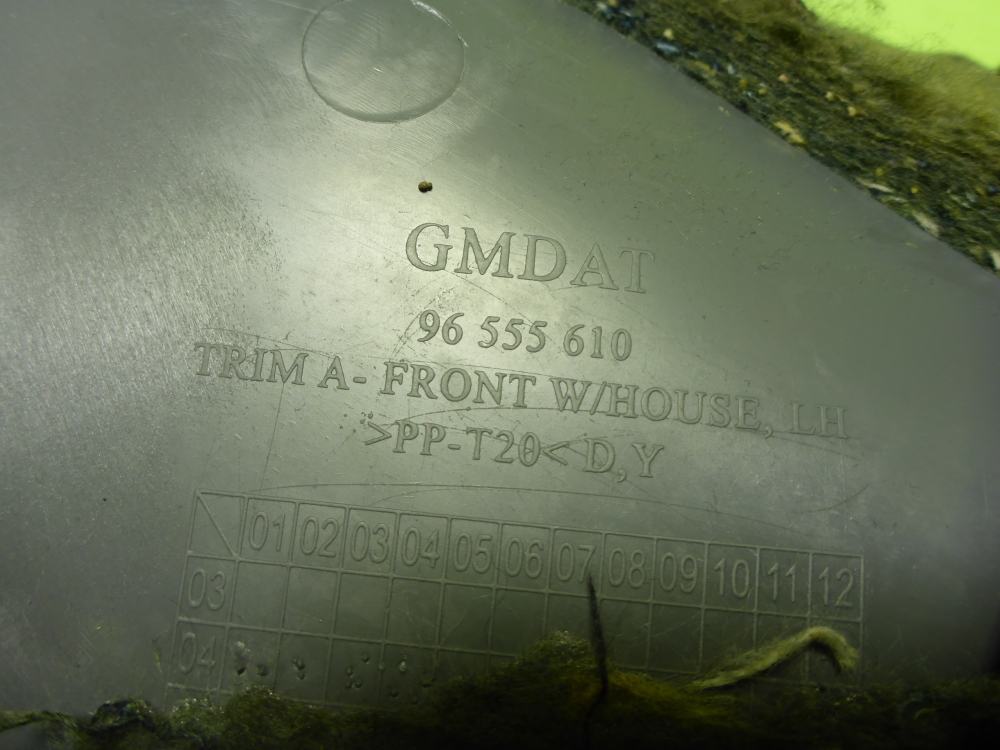 GMDAT
96 555 610
TRIM A- FRONT W/HOUSE, LH
>PP-T20< D,Y
01 02 03 04 05 06 07 08 09 10 11 12
03
04